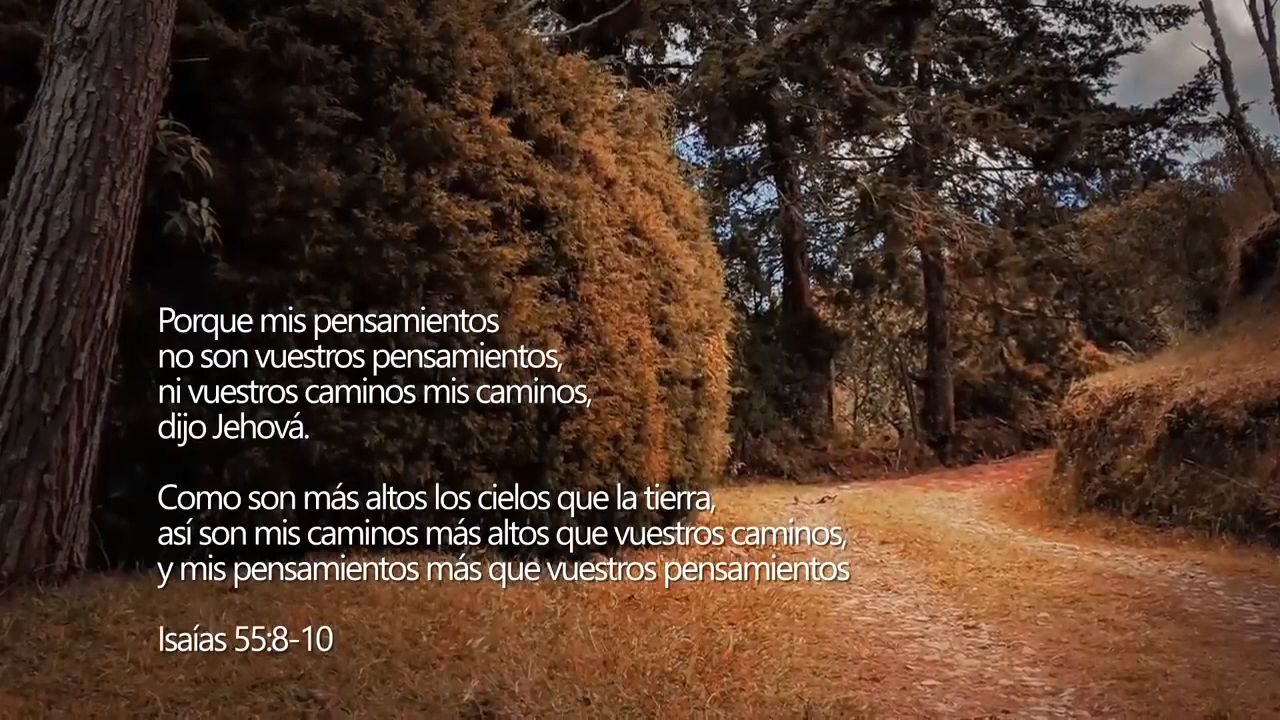 Porque mis pensamientos
no son vuestros pensamientos,
ni vuestros caminos mis caminos,
dijo Jehová.
Como son más altos los cielos que la tierra,
así son mis caminos más altos que vuestros caminos,
y mis pensamientos más que vuestros pensamientos
Isaías 55:8-10